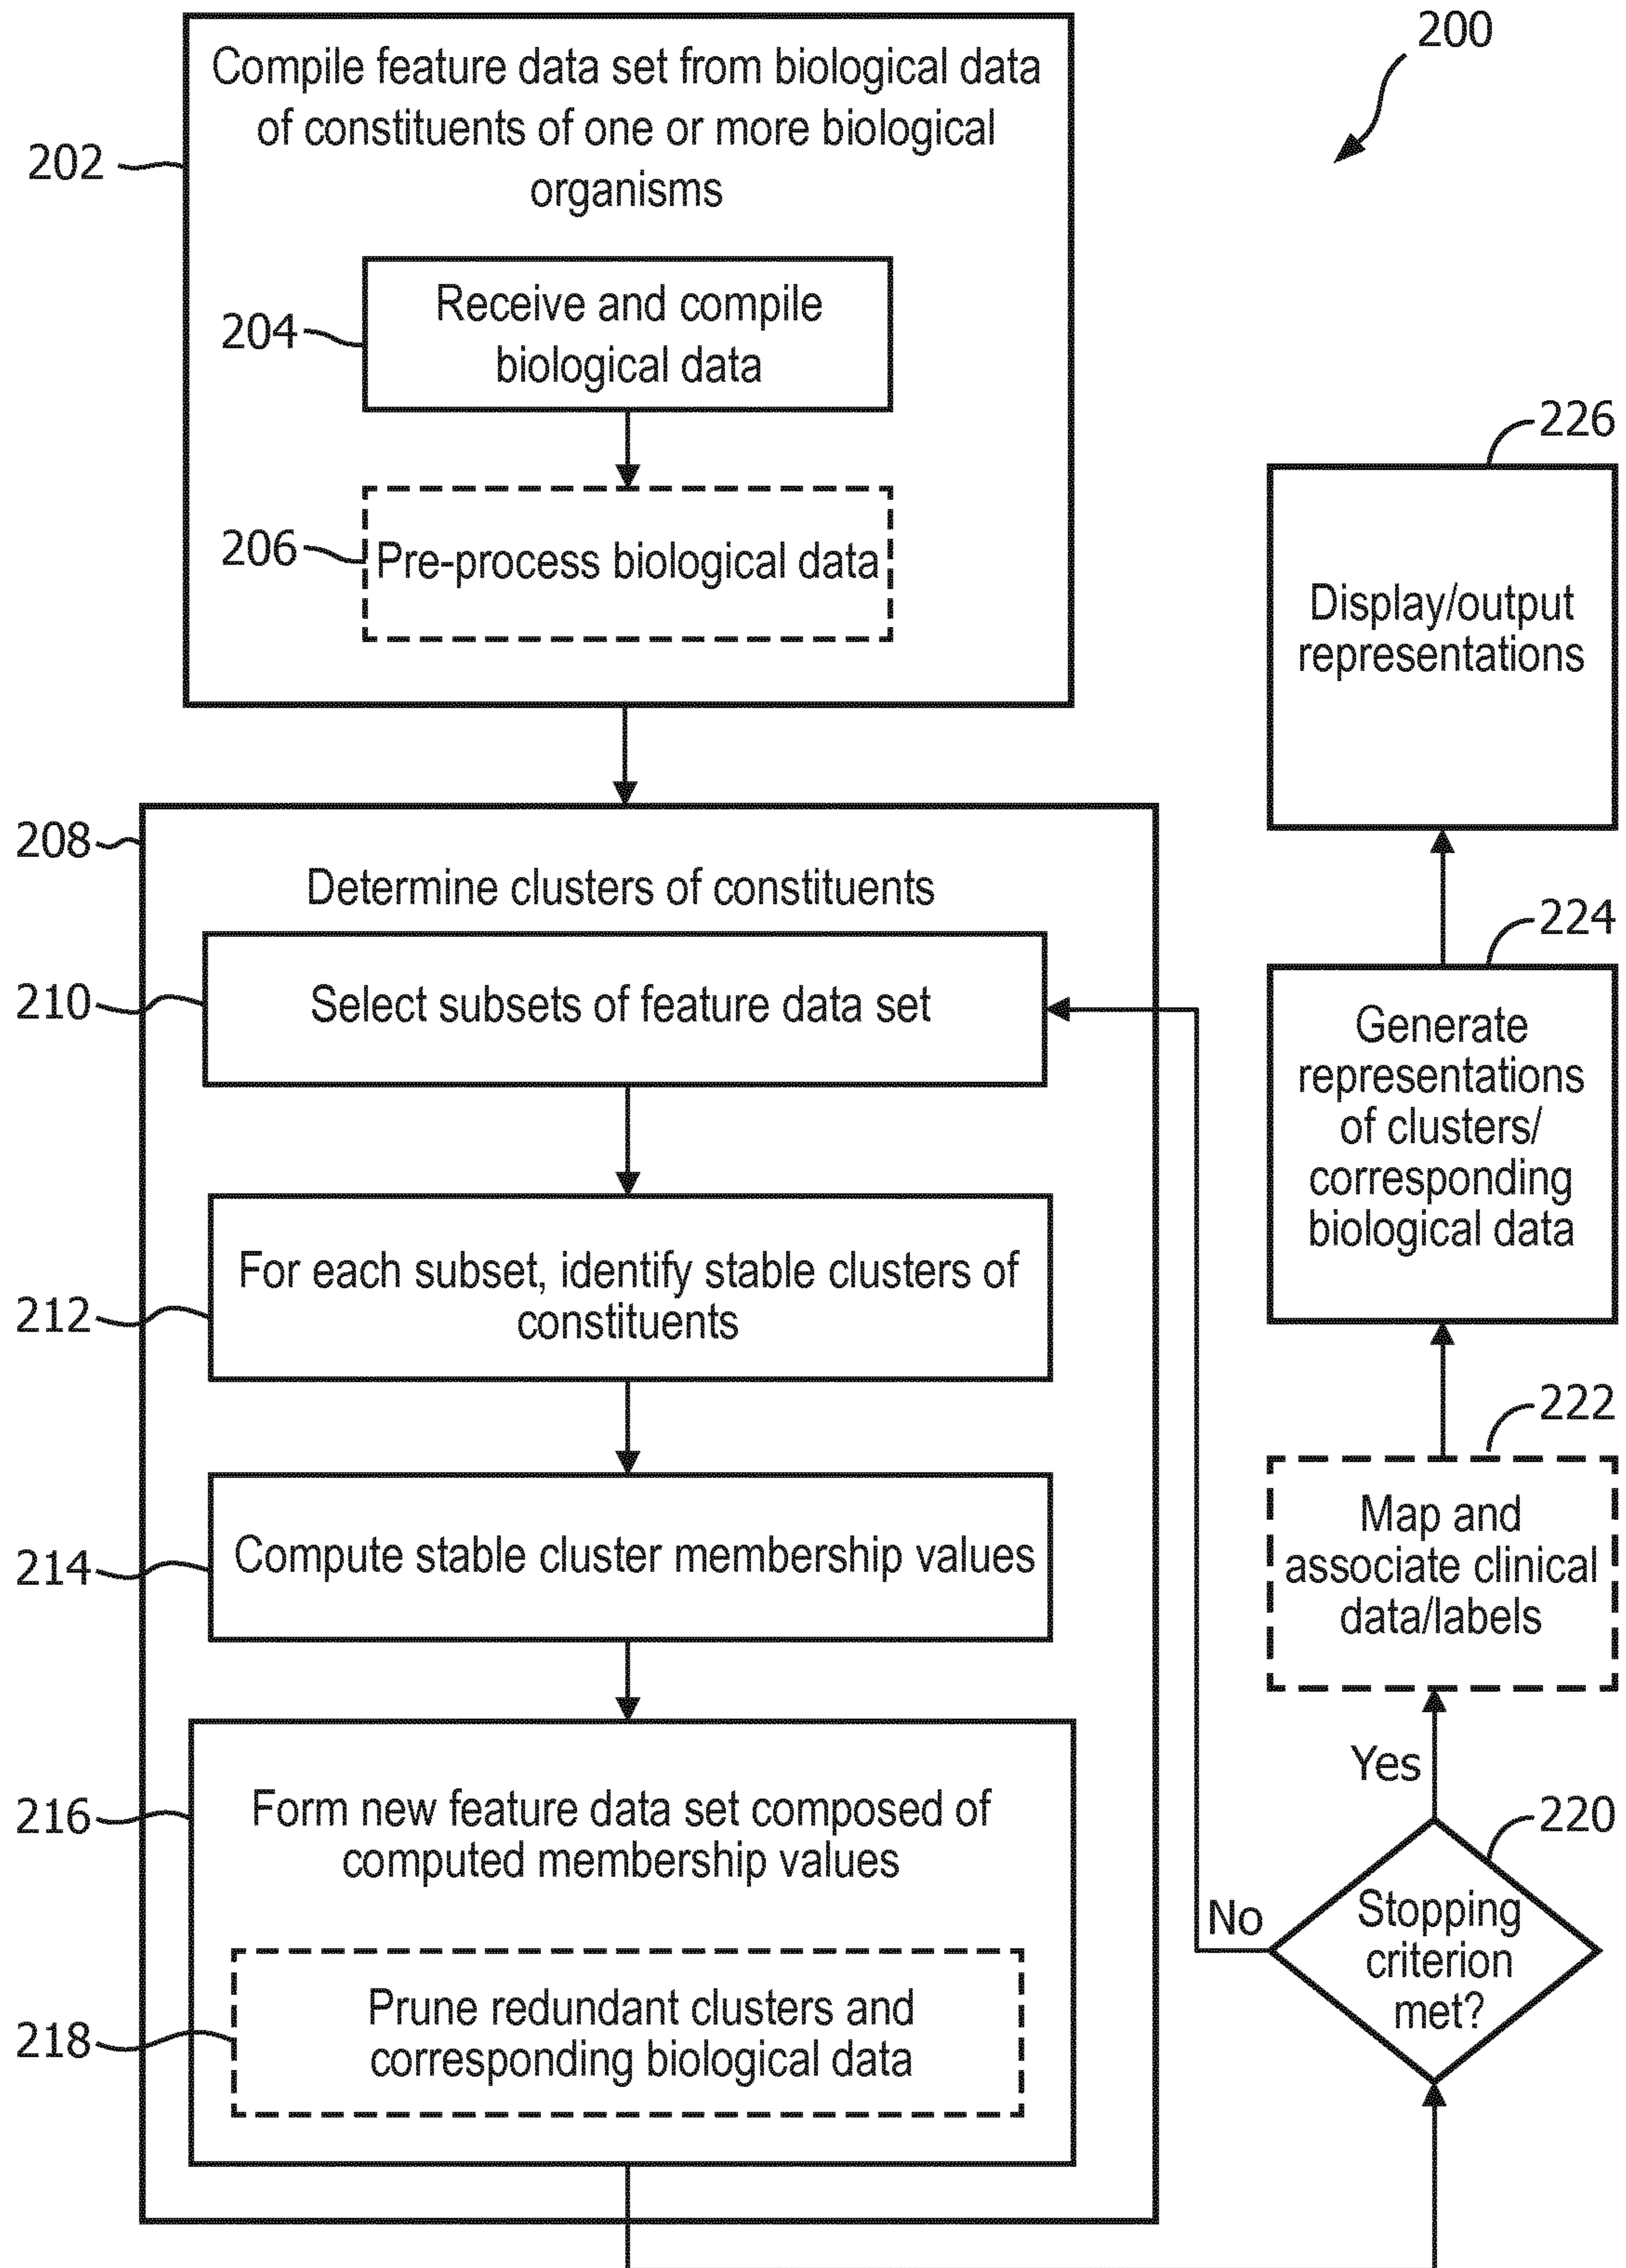 200
Compile feature data set from biological data
of constituents of one or more biological
organisms
202
204
Receive and compile
biological data
206
Pre-process biological data
208
Determine clusters of constituents
210
Select subsets of feature data set
212
For each subset, identify stable clusters of
constituents
214
Compute stable cluster membership values
216
Form new feature data set composed of
computed membership values
218
Prune redundant clusters and
corresponding biological data
220
Stopping
criterion
met?
No
Yes
222
Map and
associate clinical
data/labels
224
Generate
representations
of clusters/
corresponding
biological data
226
Display/output
representations